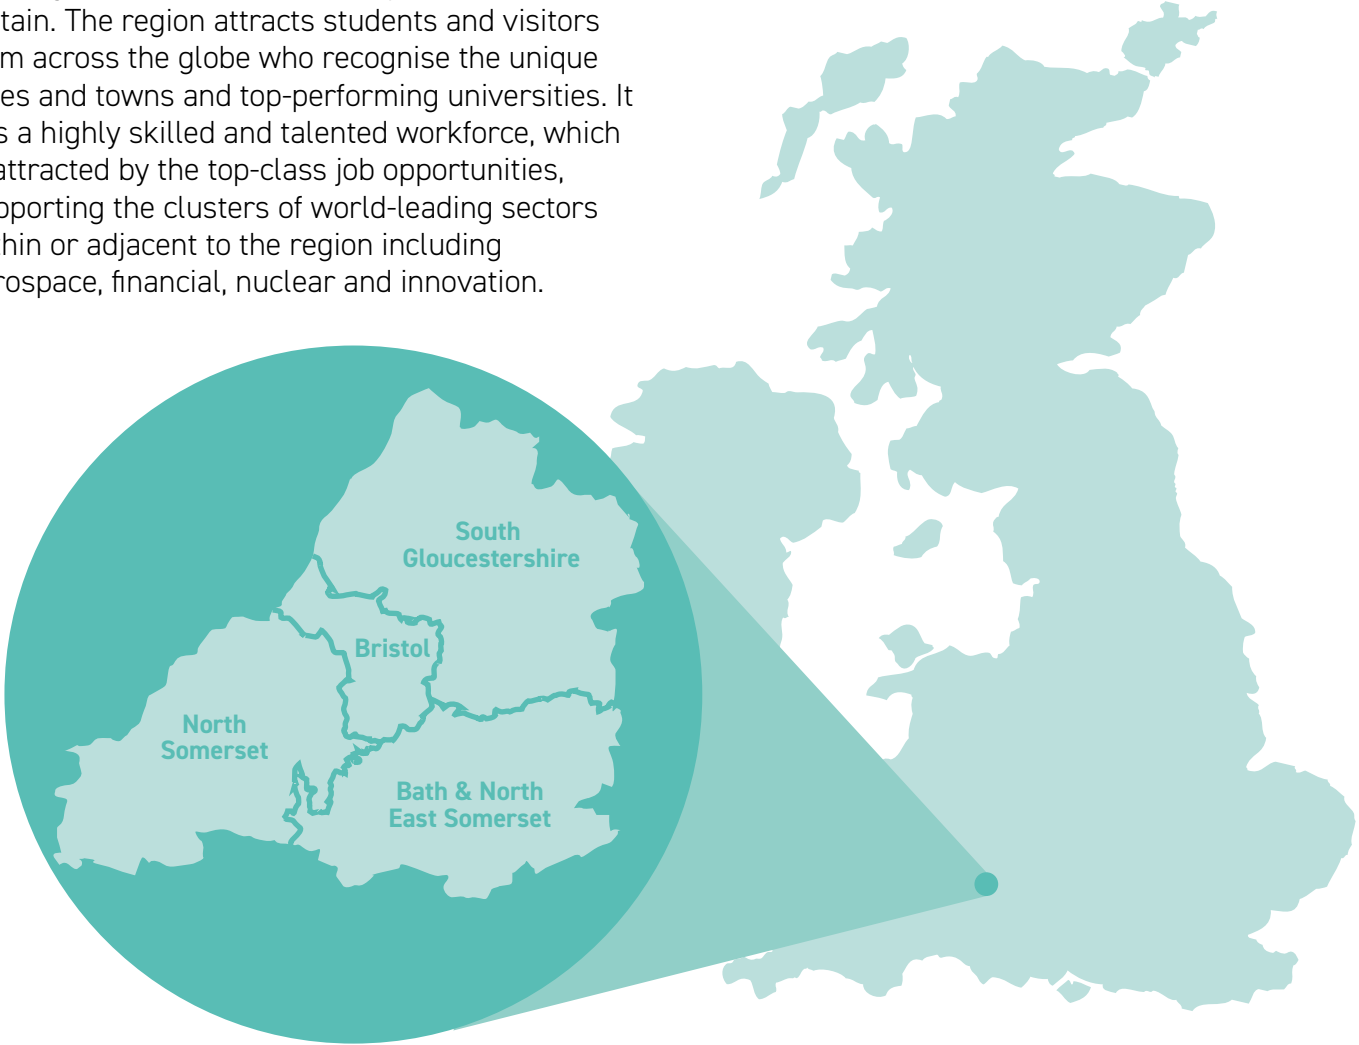 tain. The region attracts students and visitors
m across the globe who recognise the unique
es and towns and top-performing universities. It
s a highly skilled and talented workforce, which
attracted by the top-class job opportunities,
pporting the clusters of world-leading sectors
thin or adjacent to the region including
rospace, financial, nuclear and innovation.
South
Gloucestershire
Bristol
North
Somerset
Bath & North
East Somerset